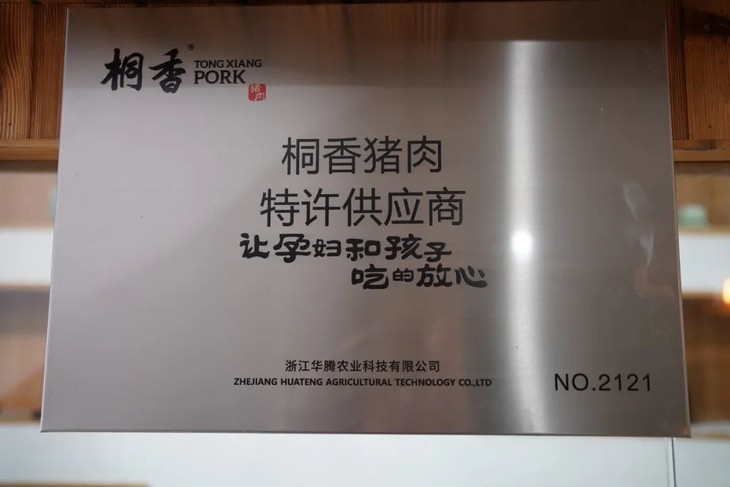 桐香®
TONG XIANG
PORK
猪肉
桐香猪肉
特许供应商
让孕妇和孩子
吃的放心
浙江华腾农业科技有限公司
ZHEJIANG HUATENG AGRICULTURAL TECHNOLOGY CO.,LTD
NO.2121